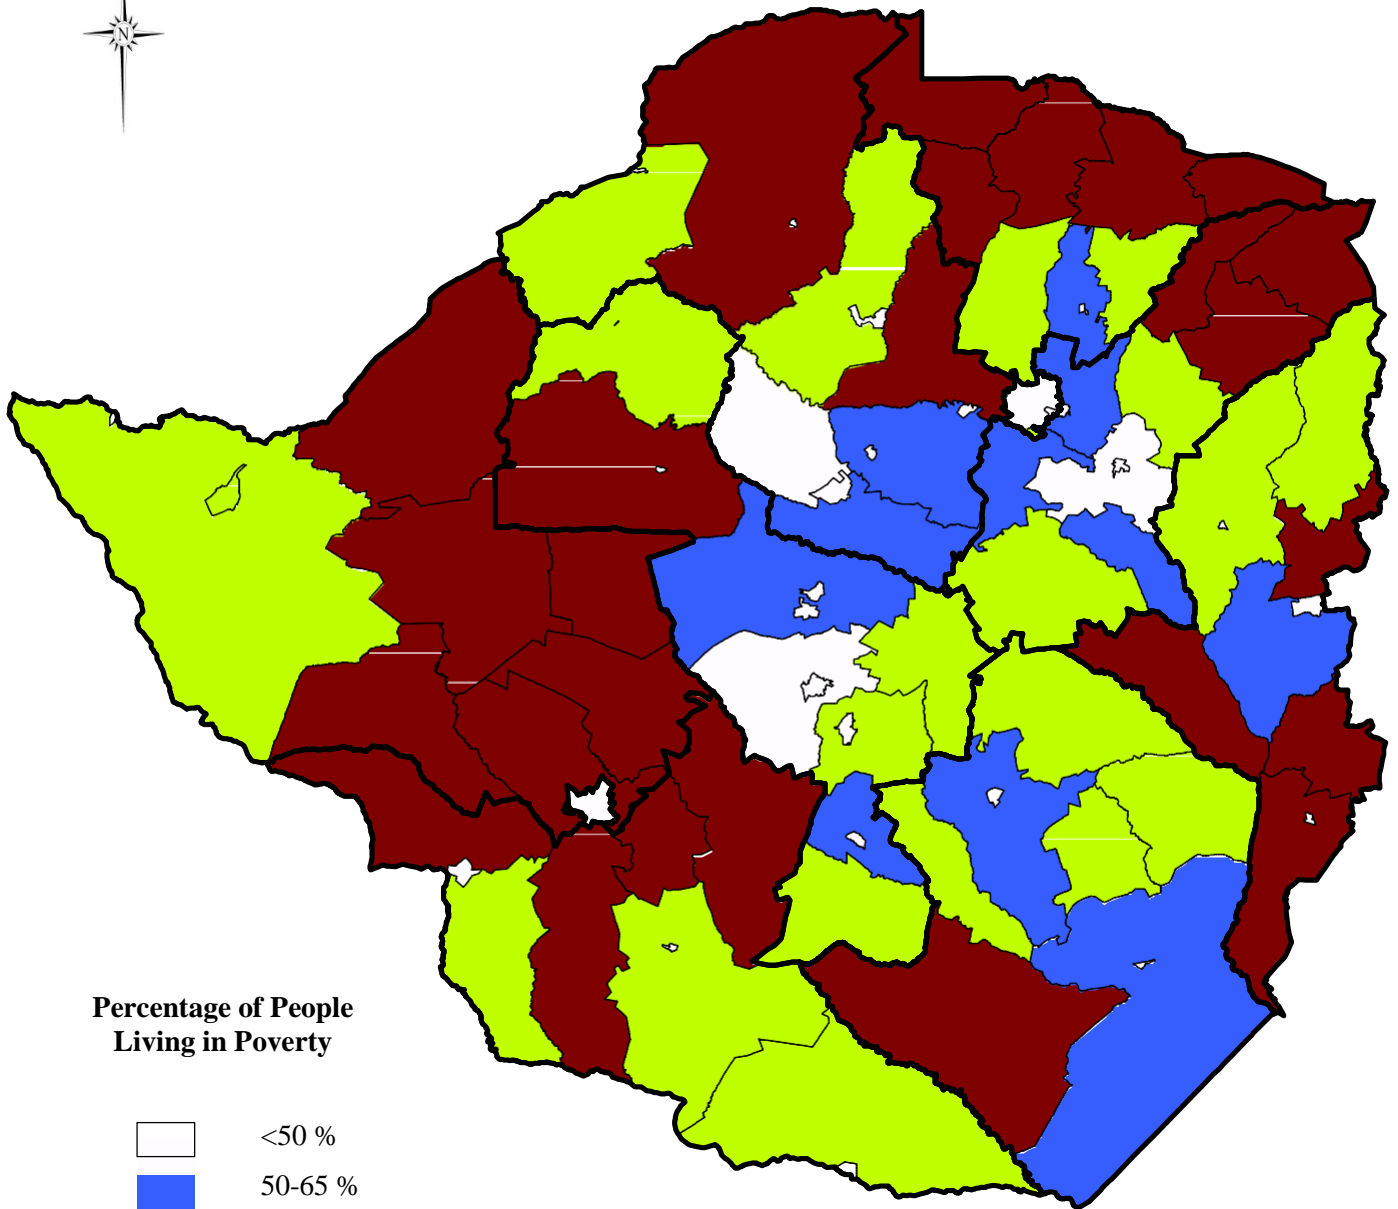 N
Percentage of People
Living in Poverty
<50 %
50-65 %